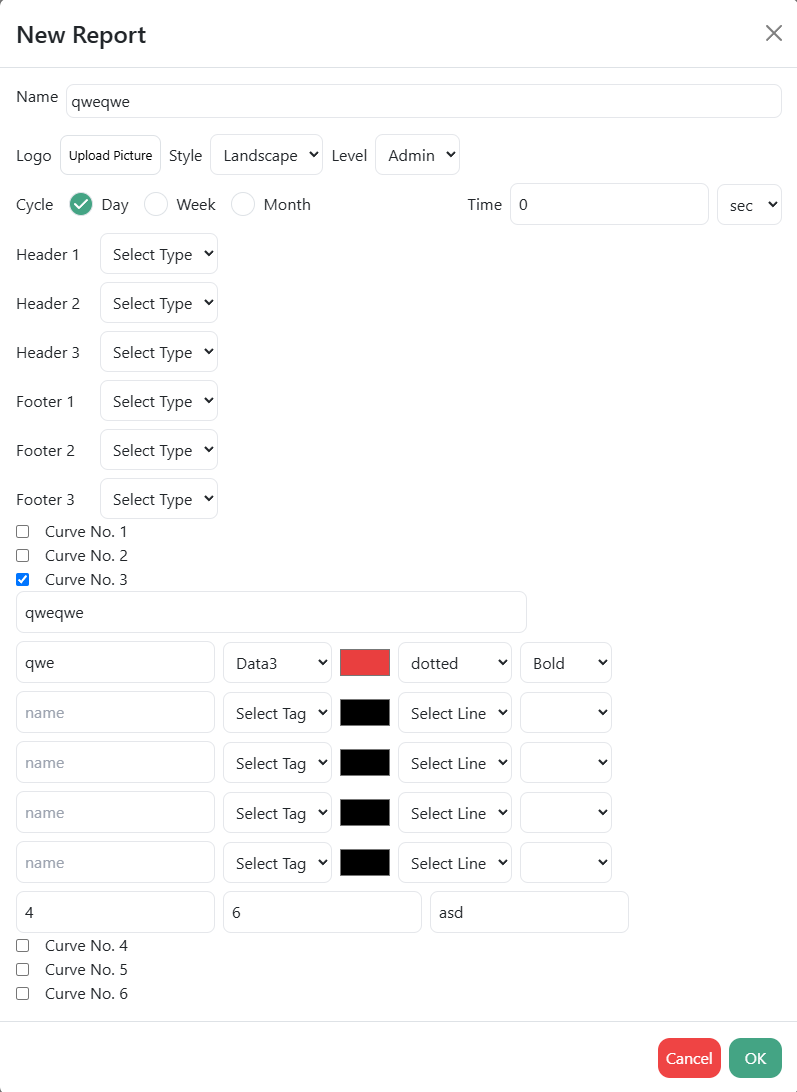 New Report
Name qweqwe
Logo Upload Picture Style Landscape Level Admin
Cycle Day Week Month Time 0 sec
Header 1 Select Type
Header 2 Select Type
Header 3 Select Type
Footer 1 Select Type
Footer 2 Select Type
Footer 3 Select Type
Curve No. 1
Curve No. 2
Curve No. 3
qweqwe
qwe Data3 dotted Bold
name Select Tag Select Line
name Select Tag Select Line
name Select Tag Select Line
name Select Tag Select Line
4 6 asd
Curve No. 4
Curve No. 5
Curve No. 6
Cancel OK